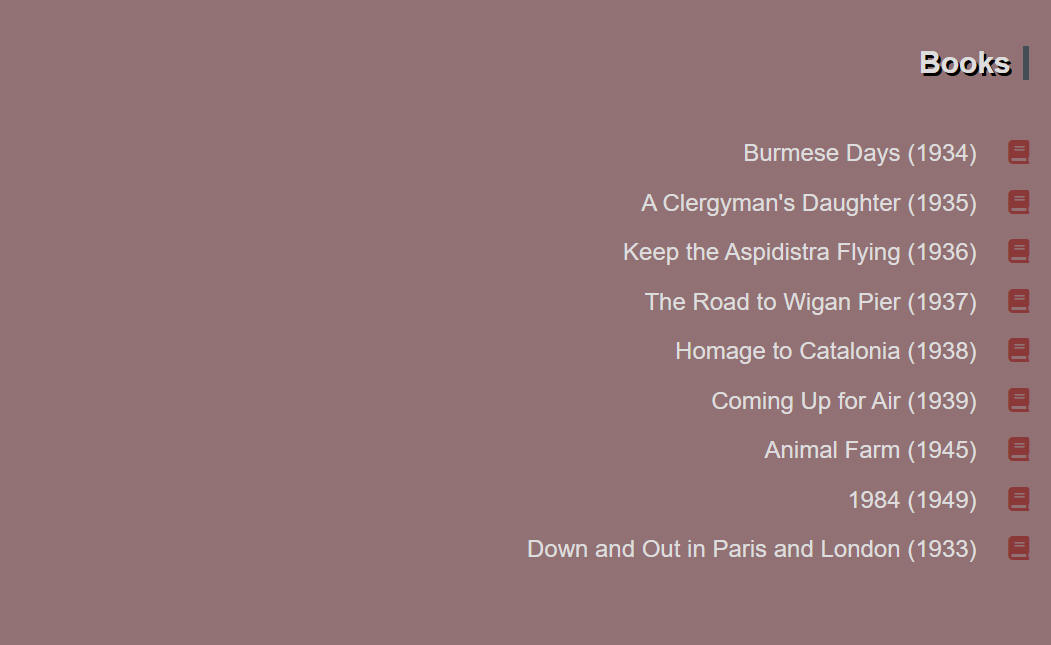 Books
Burmese Days (1934)
A Clergyman's Daughter (1935)
Keep the Aspidistra Flying (1936)
The Road to Wigan Pier (1937)
Homage to Catalonia (1938)
Coming Up for Air (1939)
Animal Farm (1945)
1984 (1949)
Down and Out in Paris and London (1933)